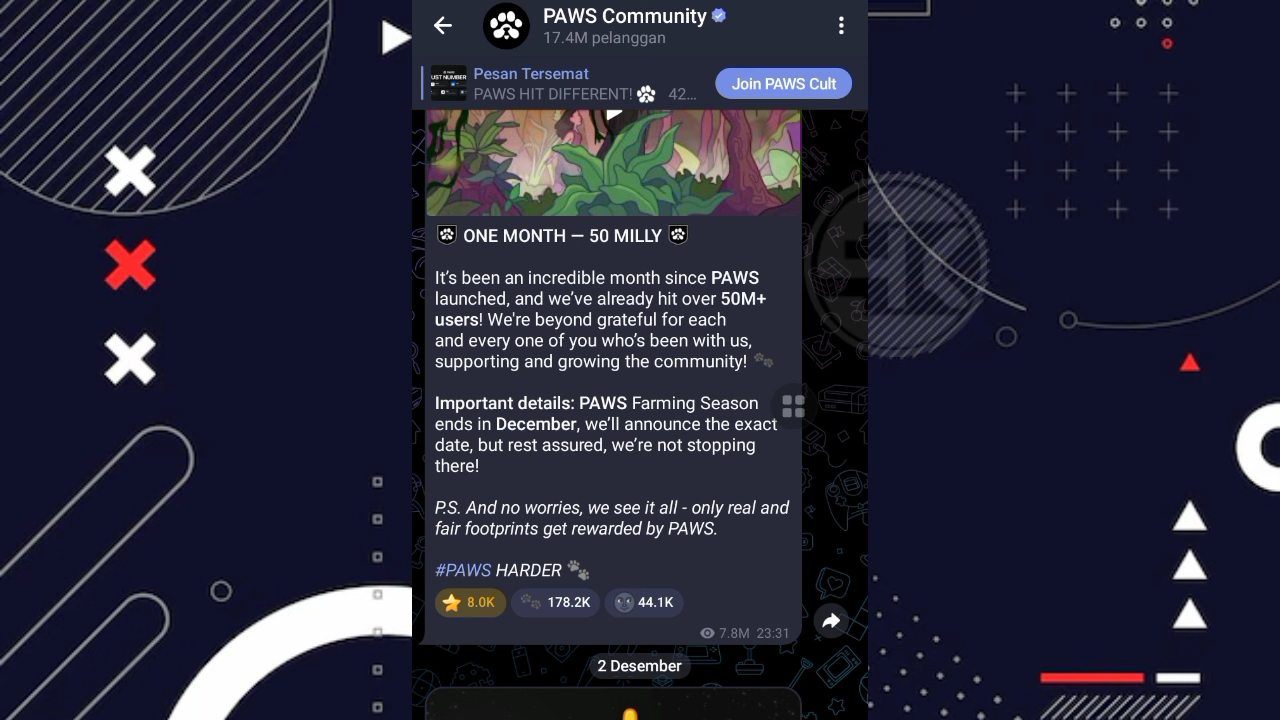 PAWS Community
17.4M pelanggan
Pesan Tersemat
PAWS HIT DIFFERENT! 42...
Join PAWS Cult
ONE MONTH — 50 MILLY
It's been an incredible month since PAWS
launched, and we've already hit over 50M+
users! We're beyond grateful for each
and every one of you who's been with us,
supporting and growing the community!
Important details: PAWS Farming Season
ends in December, we'll announce the exact
date, but rest assured, we're not stopping
there!
P.S. And no worries, we see it all - only real and
fair footprints get rewarded by PAWS.
#PAWS HARDER
8.0K 178.2K 44.1K
7.8M 23:31
2 Desember